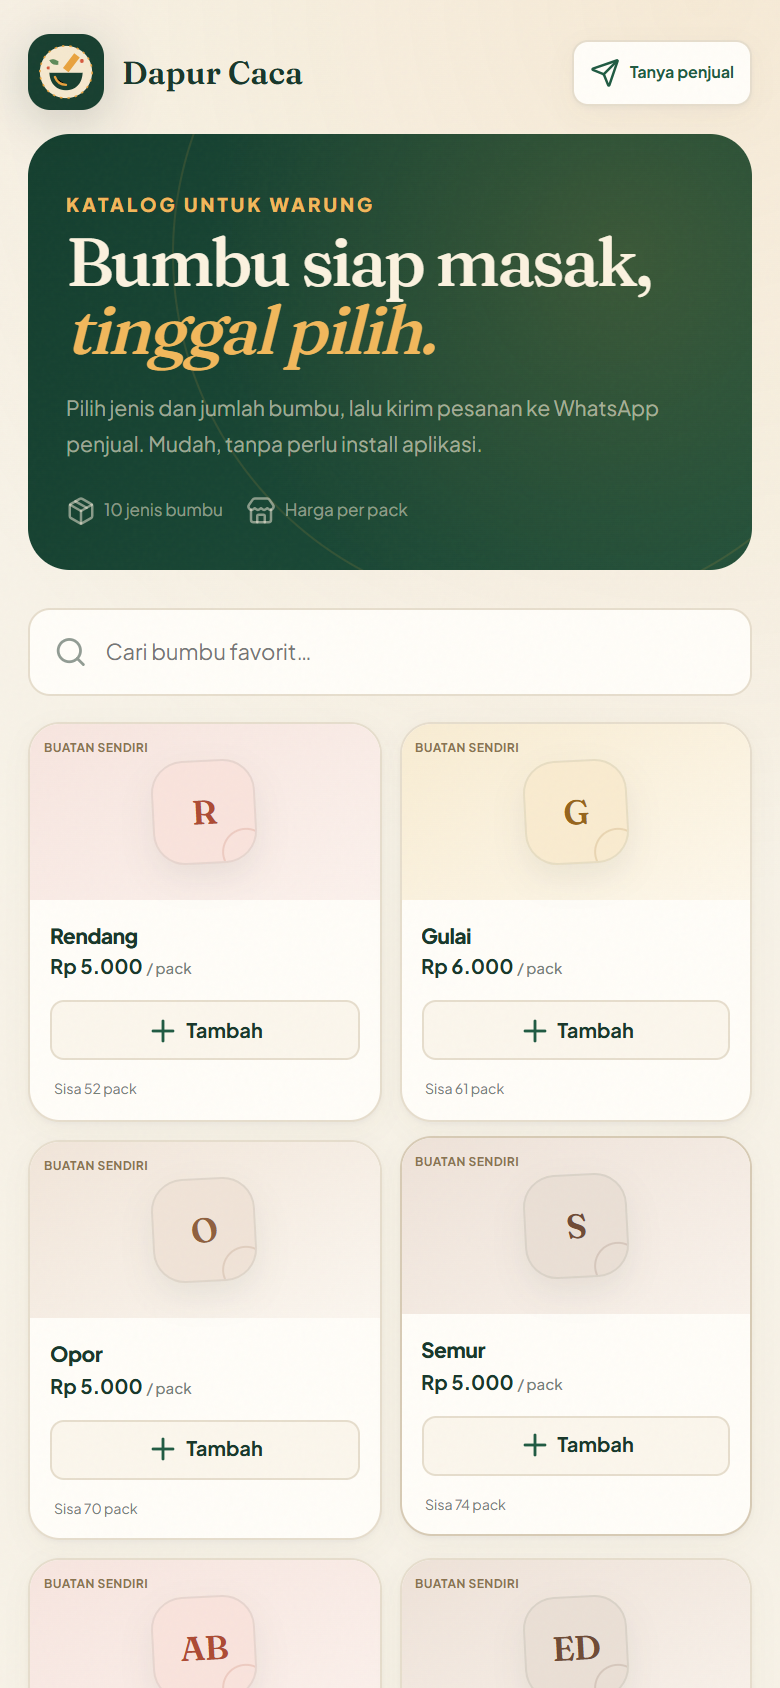 Dapur Caca
Tanya penjual
KATALOG UNTUK WARUNG
Bumbu siap masak,
tinggal pilih.
Pilih jenis dan jumlah bumbu, lalu kirim pesanan ke WhatsApp
penjual. Mudah, tanpa perlu install aplikasi.
10 jenis bumbu
Harga per pack
Cari bumbu favorit...
BUATAN SENDIRI
R
Rendang
Rp 5.000 / pack
+ Tambah
Sisa 52 pack
BUATAN SENDIRI
G
Gulai
Rp 6.000 / pack
+ Tambah
Sisa 61 pack
BUATAN SENDIRI
O
Opor
Rp 5.000 / pack
+ Tambah
Sisa 70 pack
BUATAN SENDIRI
S
Semur
Rp 5.000 / pack
+ Tambah
Sisa 74 pack
BUATAN SENDIRI
AB
BUATAN SENDIRI
ED